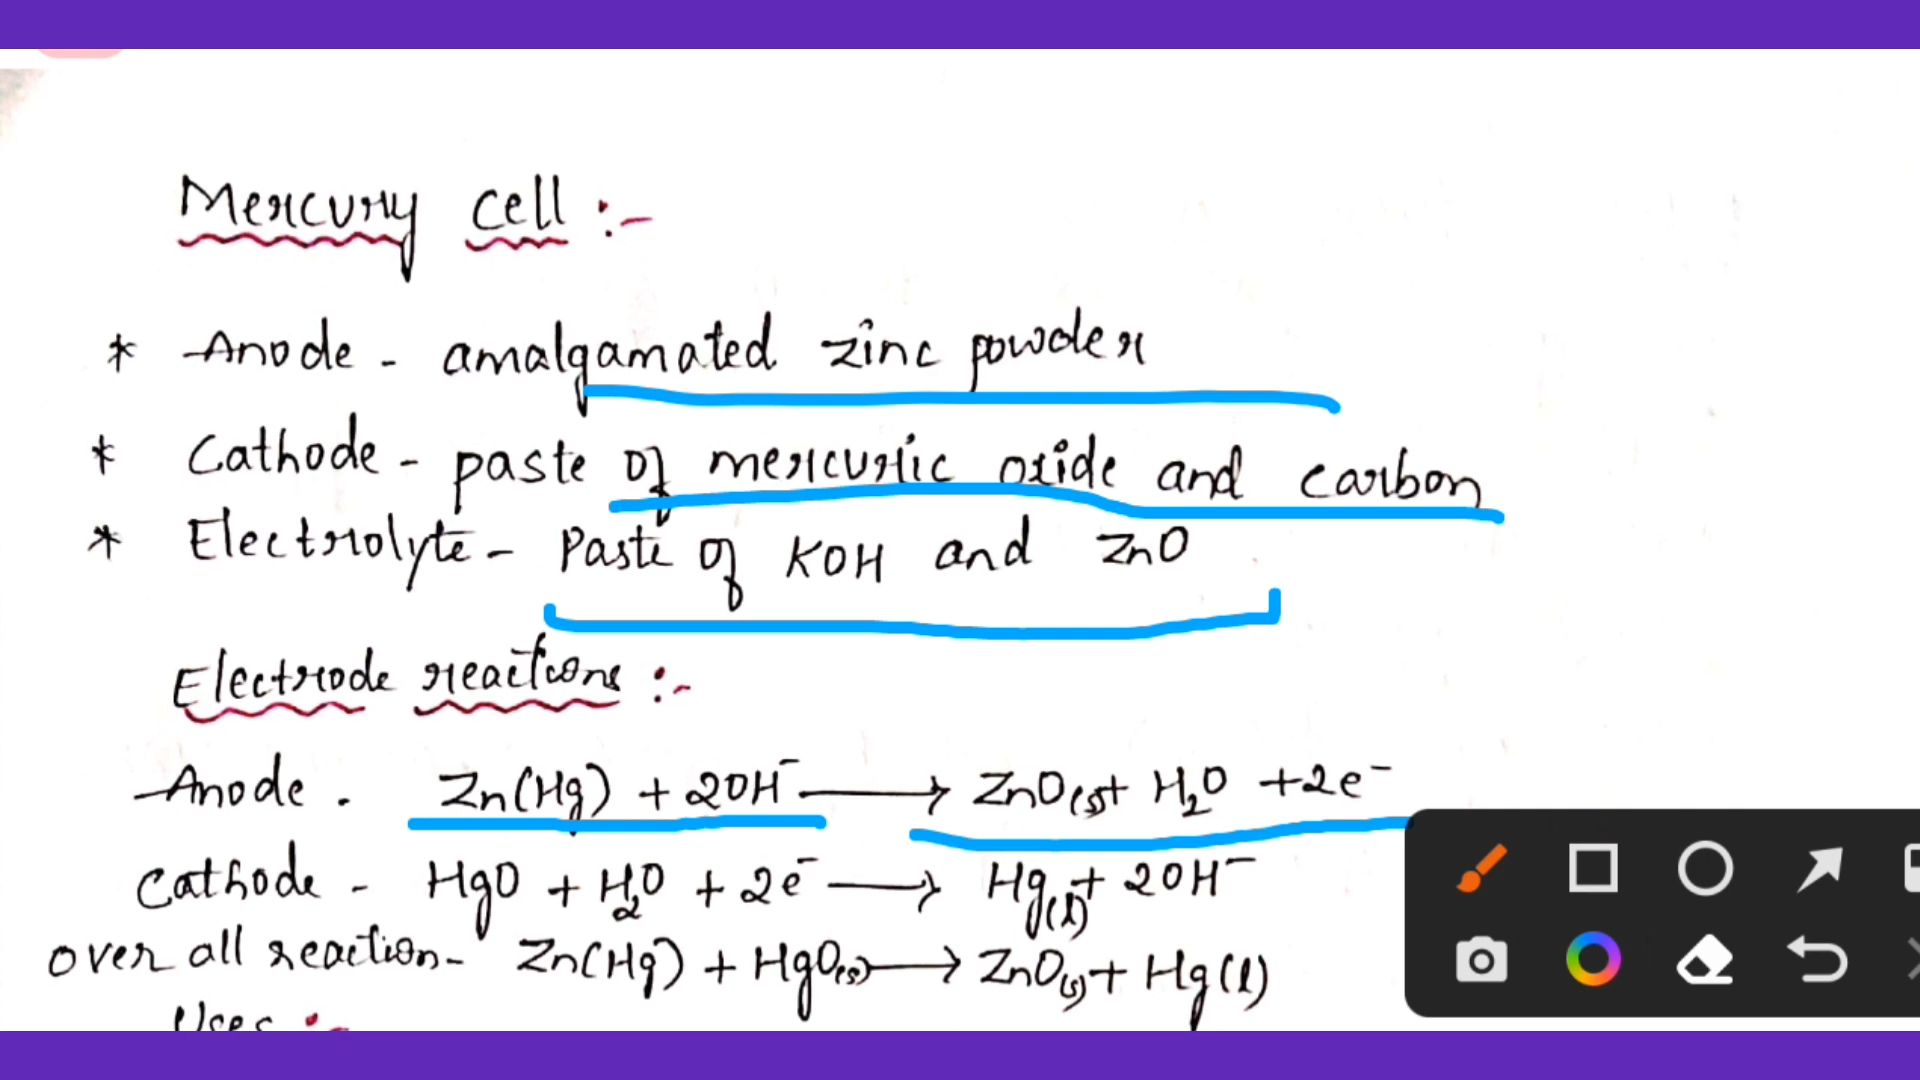 Mercury cell :-
* Anode - amalgamated zinc powder
* Cathode - paste of mercuric oxide and carbon
* Electrolyte - Paste of KOH and ZnO
Electrode reactions :-
Anode . Zn(Hg) + 2OH⁻ ⟶ ZnO(s) + H₂O + 2e⁻
Cathode - HgO + H₂O + 2e⁻ ⟶ Hg(l) + 2OH⁻
over all reaction - Zn(Hg) + HgO(s) ⟶ ZnO(s) + Hg(l)
Uses :-